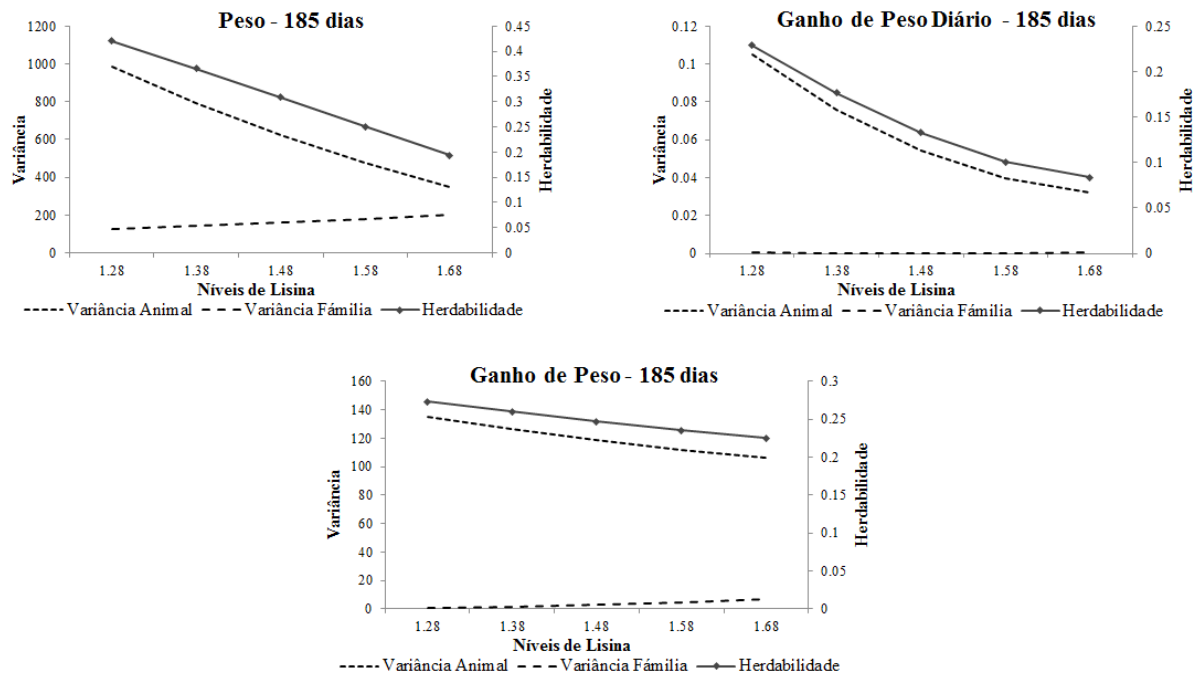 Peso - 185 dias
1200
1000
800
600
400
200
0
Variância
0.45
0.4
0.35
0.3
0.25
0.2
0.15
0.1
0.05
0
Herdabilidade
1.28 1.38 1.48 1.58 1.68
Níveis de Lisina
Variância Animal Variância Fámilia Herdabilidade
Ganho de Peso Diário - 185 dias
0.12
0.1
0.08
0.06
0.04
0.02
0
Variância
0.25
0.2
0.15
0.1
0.05
0
Herdabilidade
1.28 1.38 1.48 1.58 1.68
Níveis de Lisina
Variância Animal Variância Fámilia Herdabilidade
Ganho de Peso - 185 dias
160
140
120
100
80
60
40
20
0
Variância
0.3
0.25
0.2
0.15
0.1
0.05
0
Herdabilidade
1.28 1.38 1.48 1.58 1.68
Níveis de Lisina
Variância Animal Variância Fámilia Herdabilidade